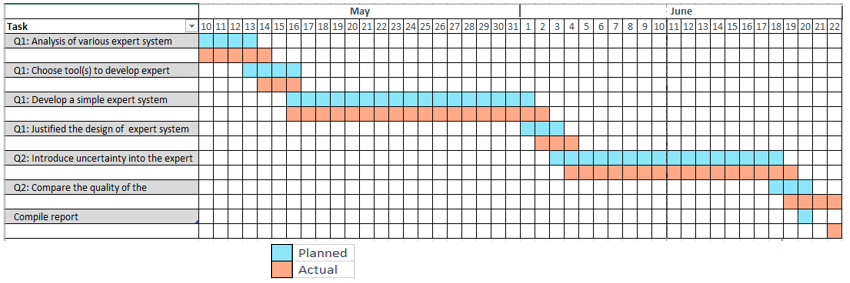 May June
Task 10 11 12 13 14 15 16 17 18 19 20 21 22 23 24 25 26 27 28 29 30 31 1 2 3 4 5 6 7 8 9 10 11 12 13 14 15 16 17 18 19 20 21 22
Q1: Analysis of various expert system
Q1: Choose tool(s) to develop expert
Q1: Develop a simple expert system
Q1: Justified the design of expert system
Q2: Introduce uncertainty into the expert
Q2: Compare the quality of the
Compile report
Planned
Actual